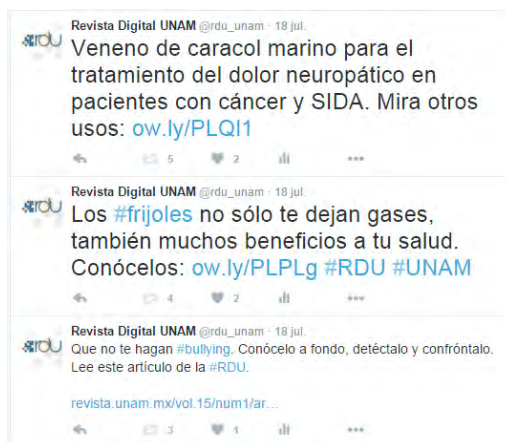 Revista Digital UNAM @rdu_unam · 18 jul.
rdu
Veneno de caracol marino para el
tratamiento del dolor neuropático en
pacientes con cáncer y SIDA. Mira otros
usos: ow.ly/PLQI1
5 2
Revista Digital UNAM @rdu_unam · 18 jul.
rdu
Los #frijoles no sólo te dejan gases,
también muchos beneficios a tu salud.
Conócelos: ow.ly/PLPLg #RDU #UNAM
4 2
Revista Digital UNAM @rdu_unam · 18 jul.
rdu
Que no te hagan #bullying. Conócelo a fondo, detéctalo y confróntalo.
Lee este artículo de la #RDU.
revista.unam.mx/vol.15/num1/ar…
3 1